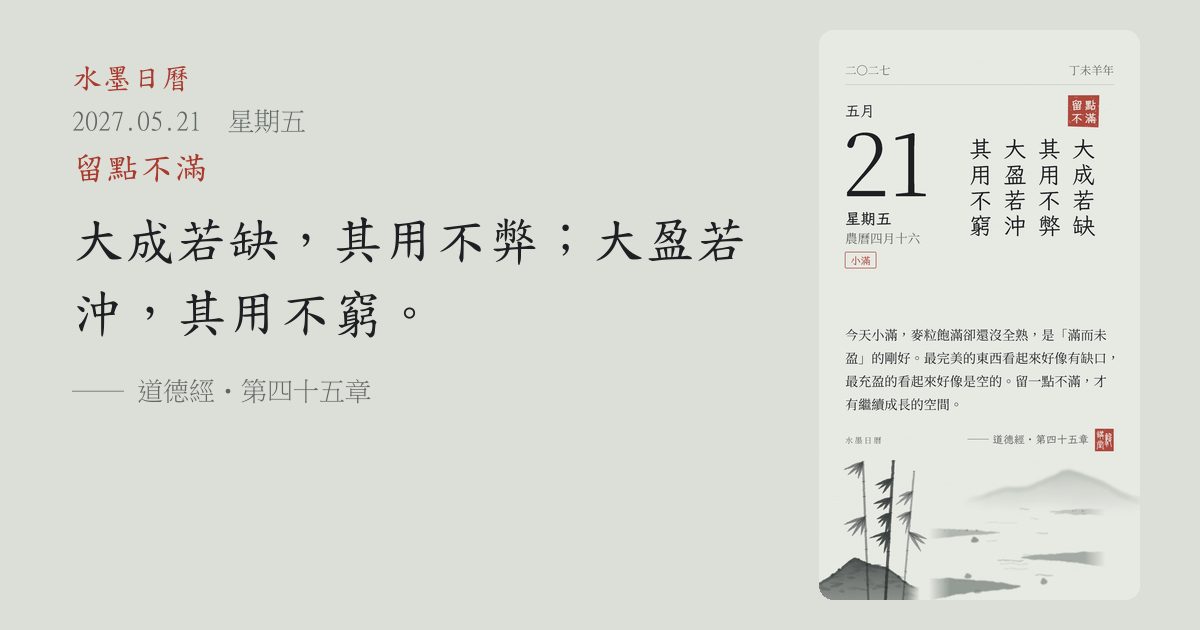 水墨日曆
2027.05.21 星期五
留點不滿
大成若缺，其用不弊；大盈若
沖，其用不窮。
—— 道德經・第四十五章
二〇二七
丁未羊年
五月
21
星期五
農曆四月十六
小滿
留點
不滿
大成若缺
其用不弊
大盈若沖
其用不窮
今天小滿，麥粒飽滿卻還沒全熟，是「滿而未
盈」的剛好。最完美的東西看起來好像有缺口，
最充盈的看起來好像是空的。留一點不滿，才
有繼續成長的空間。
水墨日曆
—— 道德經・第四十五章